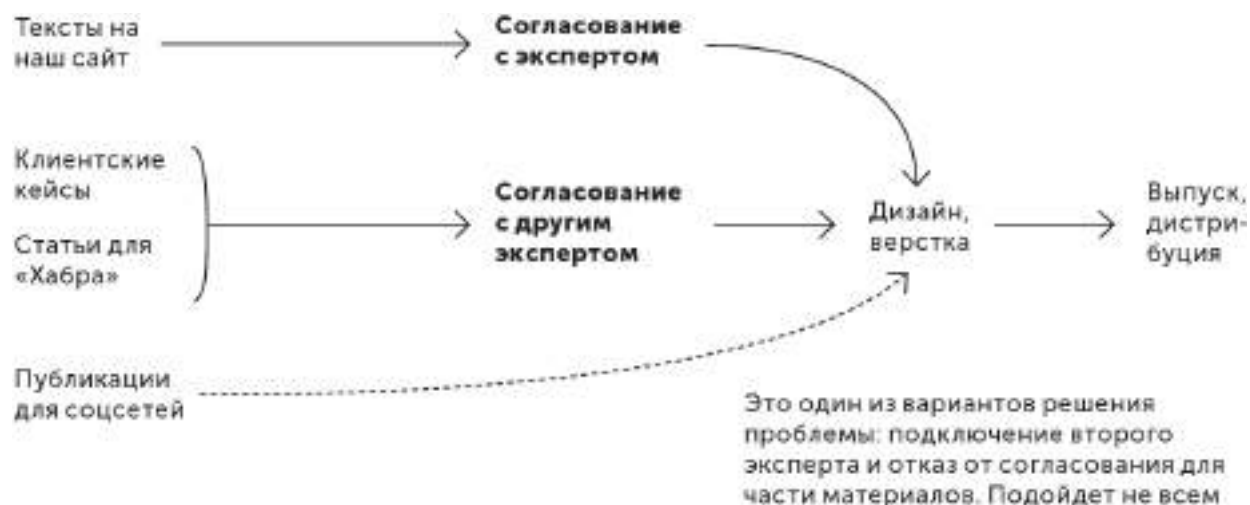 Тексты на
наш сайт
Согласование
с экспертом
Клиентские
кейсы
Статьи для
«Хабра»
Согласование
с другим
экспертом
Дизайн,
верстка
Выпуск,
дистри-
буция
Публикации
для соцсетей
Это один из вариантов решения
проблемы: подключение второго
эксперта и отказ от согласования для
части материалов. Подойдет не всем